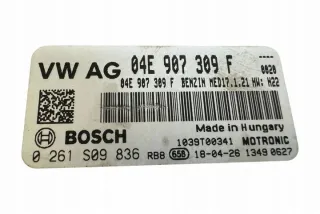 VW AG 04E 907 309 F ----
04E 907 309 F BENZIN MED17.1.21 HW: H22 0020
BOSCH Made in Hungary
1039T00341 MOTRONIC
0 261 S09 836 RBB 658 18-04-26 1349 0627